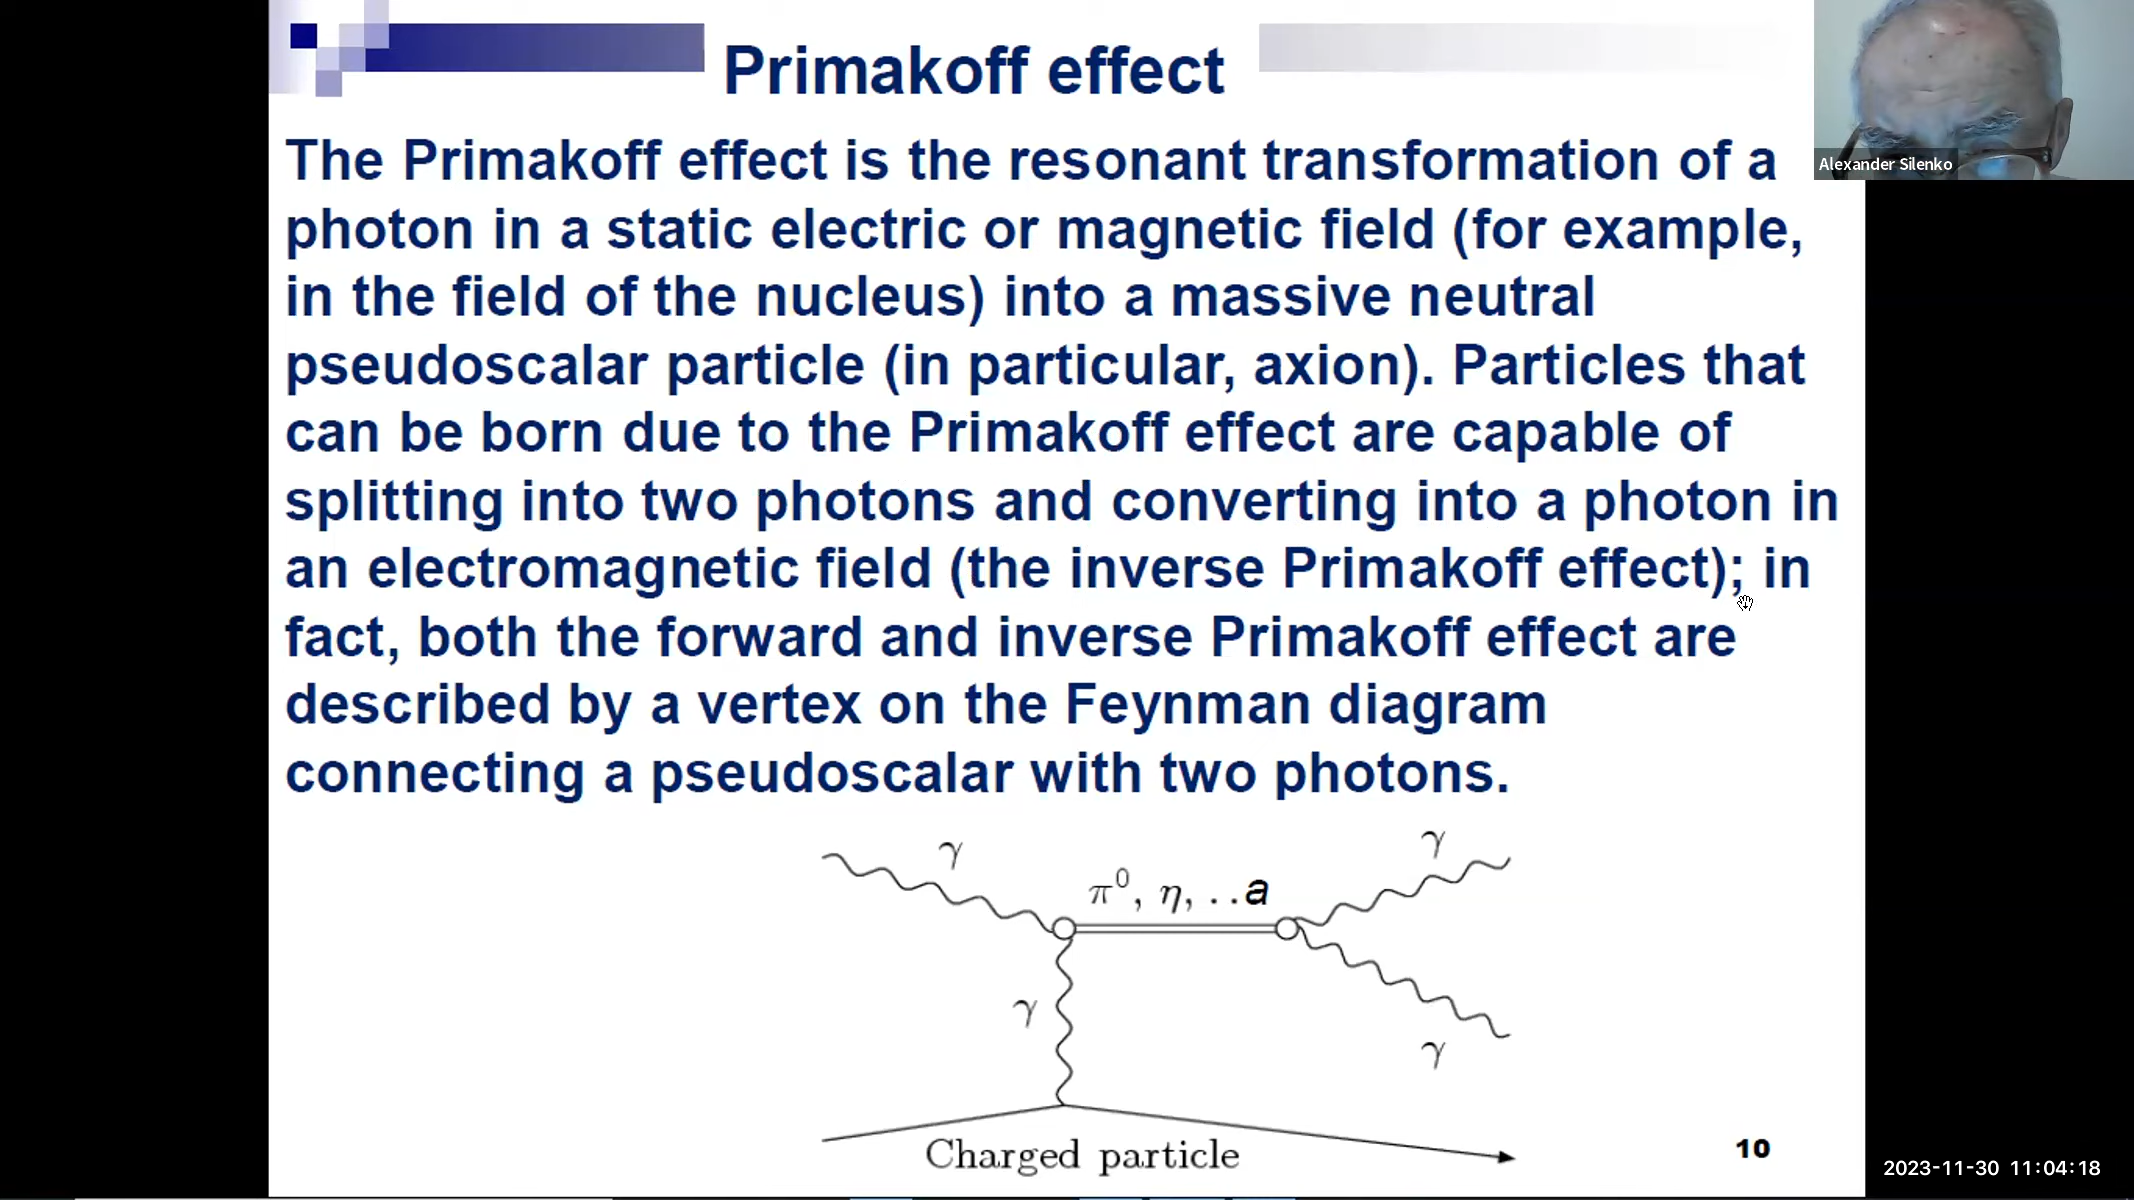 Primakoff effect
Alexander Silenko
The Primakoff effect is the resonant transformation of a
photon in a static electric or magnetic field (for example,
in the field of the nucleus) into a massive neutral
pseudoscalar particle (in particular, axion). Particles that
can be born due to the Primakoff effect are capable of
splitting into two photons and converting into a photon in
an electromagnetic field (the inverse Primakoff effect); in
fact, both the forward and inverse Primakoff effect are
described by a vertex on the Feynman diagram
connecting a pseudoscalar with two photons.
γ
γ
π⁰, η, ..a
γ
γ
Charged particle
10
2023-11-30 11:04:18